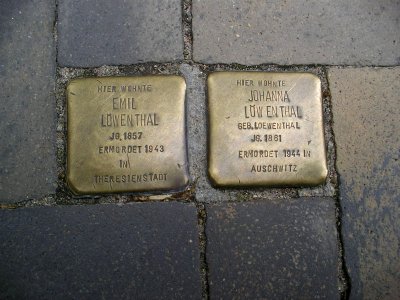 HIER WOHNTE
EMIL
LÖWENTHAL
JG. 1857
ERMORDET 1943
IN
THERESIENSTADT
HIER WOHNTE
JOHANNA
LÖWENTHAL
GEB. LOEWENTHAL
JG. 1861
ERMORDET 1944 IN
AUSCHWITZ